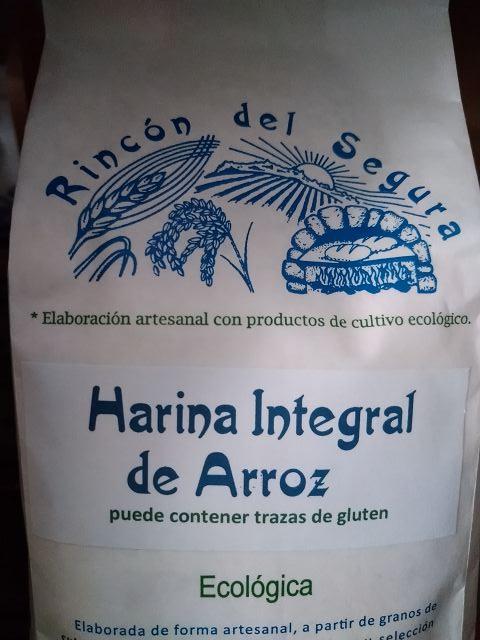 Rincón del Segura
* Elaboración artesanal con productos de cultivo ecológico.
Harina Integral
de Arroz
puede contener trazas de gluten
Ecológica
Elaborada de forma artesanal, a partir de granos de
selección